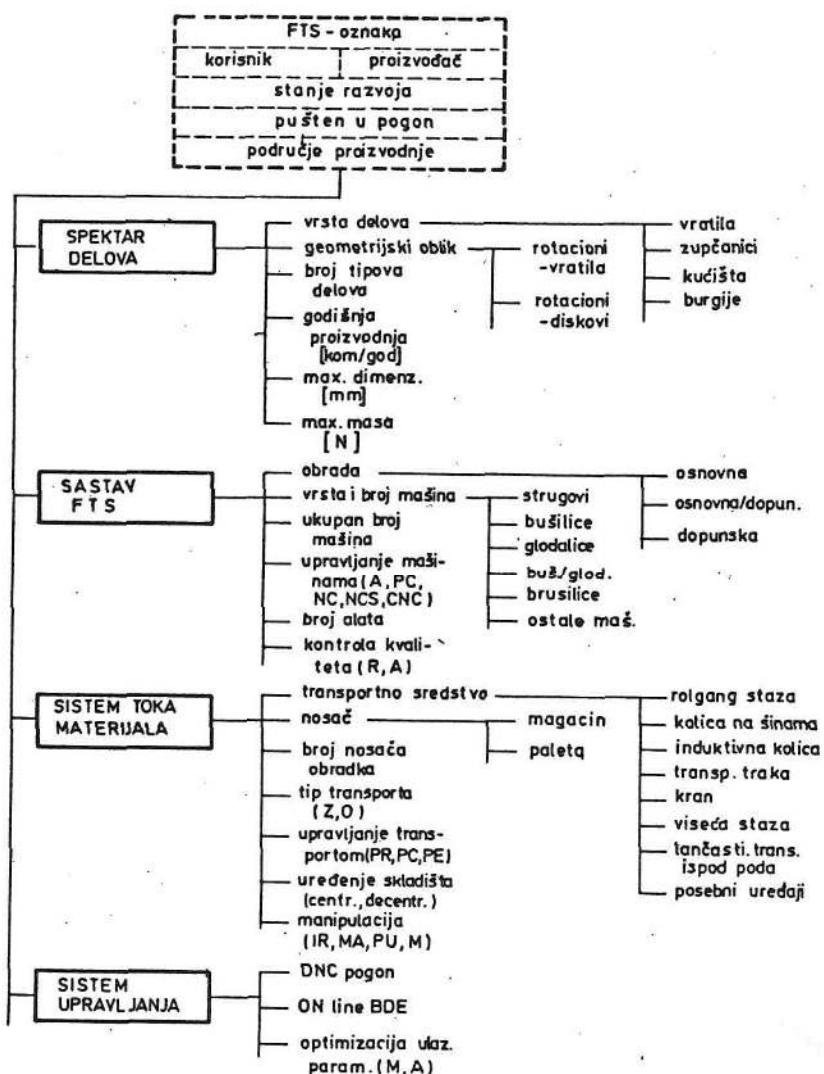 FTS - oznaka
korisnik proizvođač
stanje razvoja
pušten u pogon
područje proizvodnje
SPEKTAR
DELOVA
vrsta delova
geometrijski oblik
broj tipova
delova
godišnja
proizvodnja
[kom/god]
max. dimenz.
[mm]
max. masa
[N]
rotacioni
-vratila
rotacioni
-diskovi
vratila
zupčanici
kućišta
burgije
SASTAV
FTS
obrada
vrsta i broj mašina
ukupan broj
mašina
upravljanje maši-
nama (A, PC,
NC, NCS, CNC)
broj alata
kontrola kvali-
teta (R, A)
strugovi
bušilice
glodalice
buš./glod.
brusilice
ostale maš.
osnovna
osnovna/dopun.
dopunska
SISTEM TOKA
MATERIJALA
transportno sredstvo
nosač
broj nosača
obradka
tip transporta
(Z, O)
upravljanje trans-
portom (PR, PC, PE)
uređenje skladišta
(centr., decentr.)
manipulacija
(IR, MA, PU, M)
magacin
paleta
rolgang staza
kolica na šinama
induktivna kolica
transp. traka
kran
viseća staza
lančasti. trans.
ispod poda
posebni uređaji
SISTEM
UPRAVLJANJA
DNC pogon
ON line BDE
optimizacija ulaz.
param. (M, A)